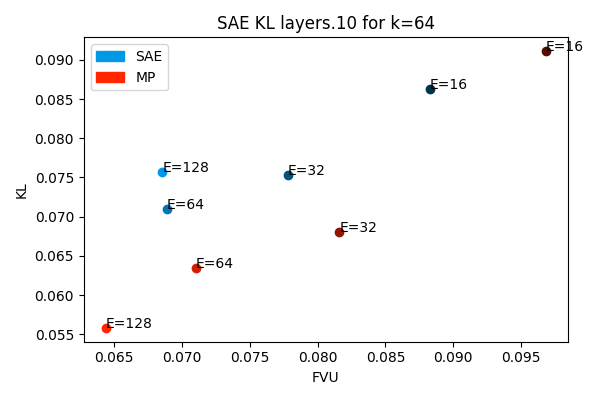 SAE KL layers.10 for k=64
SAE
MP
E=16
E=16
E=128
E=32
E=64
E=32
E=64
E=128
KL
0.090
0.085
0.080
0.075
0.070
0.065
0.060
0.055
0.065 0.070 0.075 0.080 0.085 0.090 0.095
FVU